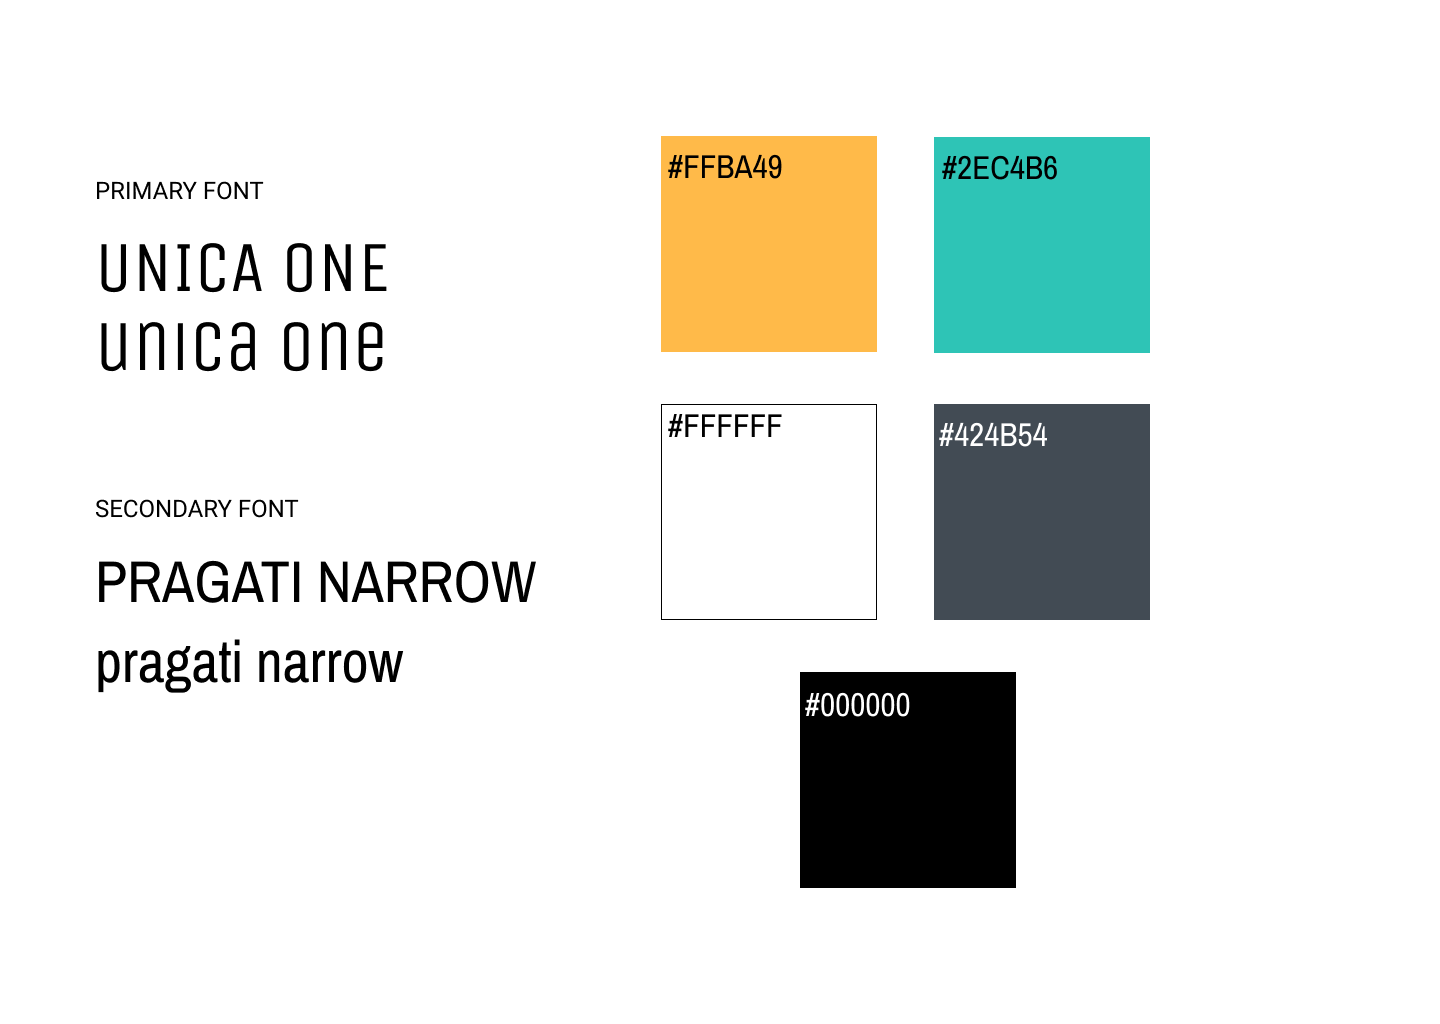 PRIMARY FONT
UNICA ONE
unica one
SECONDARY FONT
PRAGATI NARROW
pragati narrow
#FFBA49
#2EC4B6
#FFFFFF
#424B54
#000000